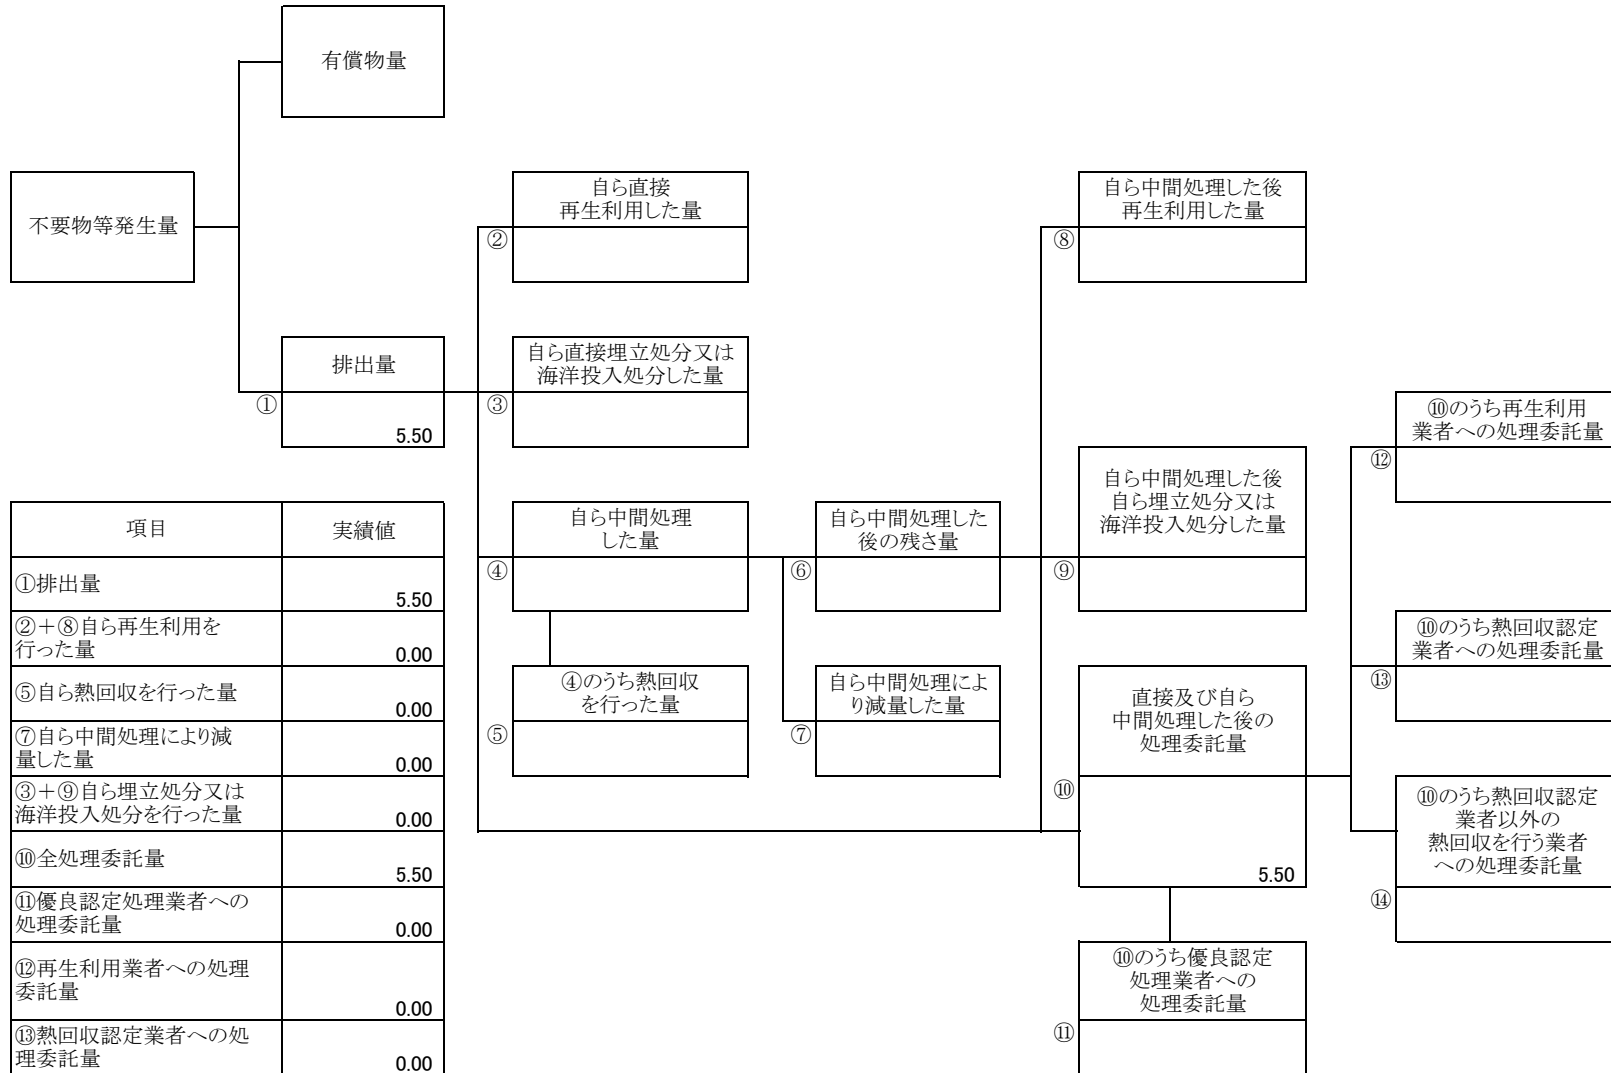 有償物量
不要物等発生量
自ら直接
再生利用した量
②
自ら中間処理した後
再生利用した量
⑧
排出量
①
5.50
自ら直接埋立処分又は
海洋投入処分した量
③
⑩のうち再生利用
業者への処理委託量
⑫
自ら中間処理
した量
④
自ら中間処理した
後の残さ量
⑥
自ら中間処理した後
自ら埋立処分又は
海洋投入処分した量
⑨
④のうち熱回収
を行った量
⑤
自ら中間処理によ
り減量した量
⑦
直接及び自ら
中間処理した後の
処理委託量
⑩
5.50
⑩のうち熱回収認定
業者への処理委託量
⑬
⑩のうち熱回収認定
業者以外の
熱回収を行う業者
への処理委託量
⑭
⑩のうち優良認定
処理業者への
処理委託量
⑪
項目 実績値
①排出量 5.50
②＋⑧自ら再生利用を
行った量 0.00
⑤自ら熱回収を行った量 0.00
⑦自ら中間処理により減
量した量 0.00
③＋⑨自ら埋立処分又は
海洋投入処分を行った量 0.00
⑩全処理委託量 5.50
⑪優良認定処理業者への
処理委託量 0.00
⑫再生利用業者への処理
委託量 0.00
⑬熱回収認定業者への処
理委託量 0.00